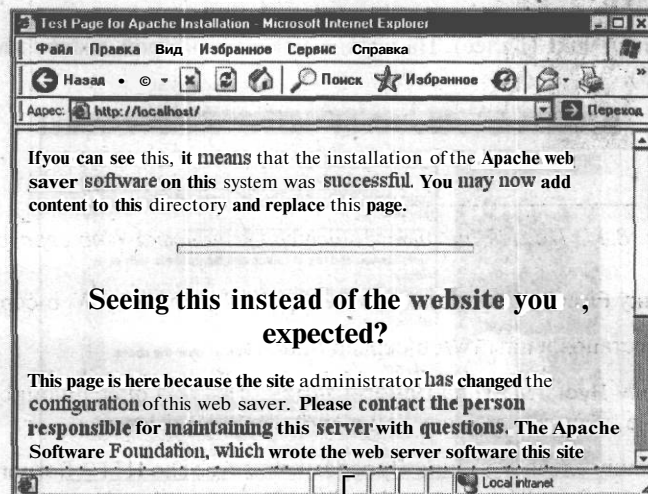 Test Page for Apache Installation - Microsoft Internet Explorer
Файл Правка Вид Избранное Сервис Справка
Назад Поиск Избранное »
Адрес: http://localhost/ Переход
If you can see this, it means that the installation of the Apache web
saver software on this system was successful. You may now add
content to this directory and replace this page.
Seeing this instead of the website you ,
expected?
This page is here because the site administrator has changed the
configuration of this web saver. Please contact the person
responsible for maintaining this server with questions. The Apache
Software Foundation, which wrote the web server software this site
Local intranet